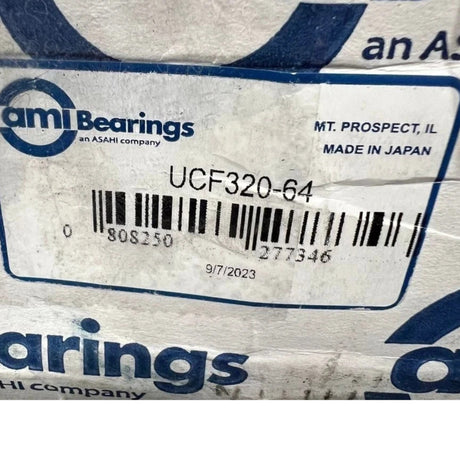 an AS
ami Bearings
an ASAHI company
MT. PROSPECT, IL
MADE IN JAPAN
UCF320-64
0 808250 277346
9/7/2023
arings
HI company
a